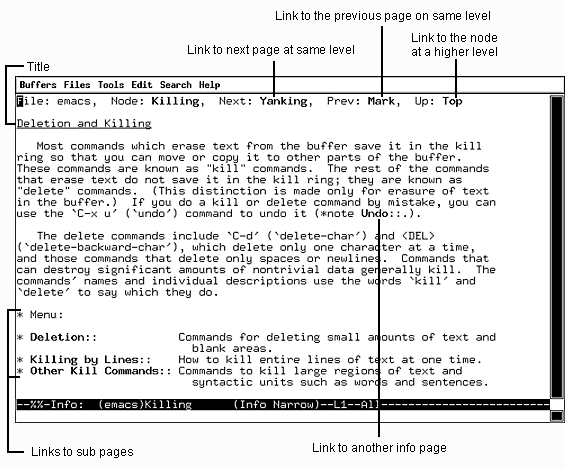 Link to the previous page on same level
Link to next page at same level
Link to the node
at a higher level
Title
Buffers Files Tools Edit Search Help
File: emacs,  Node: Killing,  Next: Yanking,  Prev: Mark,  Up: Top
Deletion and Killing
Most commands which erase text from the buffer save it in the kill
ring so that you can move or copy it to other parts of the buffer.
These commands are known as "kill" commands.  The rest of the commands
that erase text do not save it in the kill ring; they are known as
"delete" commands.  (This distinction is made only for erasure of text
in the buffer.)  If you do a kill or delete command by mistake, you can
use the `C-x u' (`undo') command to undo it (*note Undo::.).
The delete commands include `C-d' (`delete-char') and <DEL>
(`delete-backward-char'), which delete only one character at a time,
and those commands that delete only spaces or newlines.  Commands that
can destroy significant amounts of nontrivial data generally kill.  The
commands' names and individual descriptions use the words `kill' and
`delete' to say which they do.
* Menu:
* Deletion::            Commands for deleting small amounts of text and
blank areas.
* Killing by Lines::    How to kill entire lines of text at one time.
* Other Kill Commands:: Commands to kill large regions of text and
syntactic units such as words and sentences.
--%%-Info:  (emacs)Killing      (Info Narrow)--L1--All-----------------------
Links to sub pages
Link to another info page